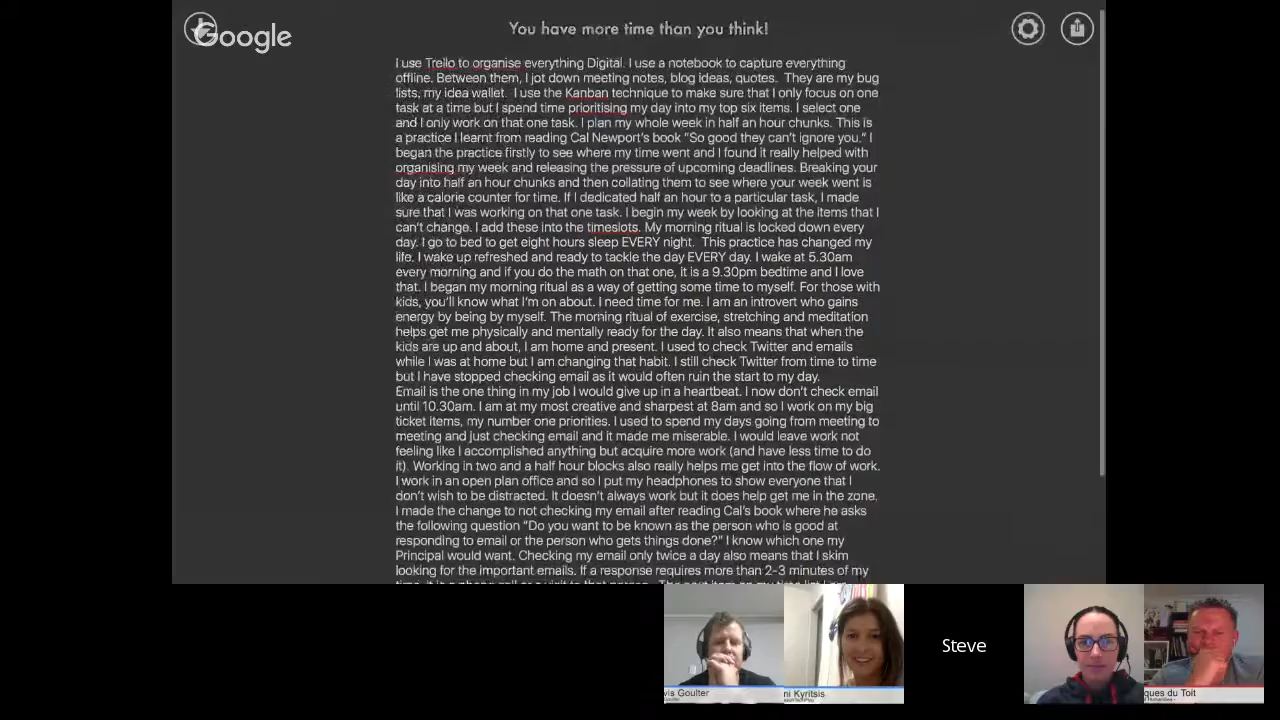 Google
You have more time than you think!
I use Trello to organise everything Digital. I use a notebook to capture everything
offline. Between them, I jot down meeting notes, blog ideas, quotes.  They are my bug
lists, my idea wallet.  I use the Kanban technique to make sure that I only focus on one
task at a time but I spend time prioritising my day into my top six items. I select one
and I only work on that one task. I plan my whole week in half an hour chunks. This is
a practice I learnt from reading Cal Newport's book "So good they can't ignore you." I
began the practice firstly to see where my time went and I found it really helped with
organising my week and releasing the pressure of upcoming deadlines. Breaking your
day into half an hour chunks and then collating them to see where your week went is
like a calorie counter for time. If I dedicated half an hour to a particular task, I made
sure that I was working on that one task. I begin my week by looking at the items that I
can't change. I add these into the timeslots. My morning ritual is locked down every
day. I go to bed to get eight hours sleep EVERY night.  This practice has changed my
life. I wake up refreshed and ready to tackle the day EVERY day. I wake at 5.30am
every morning and if you do the math on that one, it is a 9.30pm bedtime and I love
that. I began my morning ritual as a way of getting some time to myself. For those with
kids, you'll know what I'm on about. I need time for me. I am an introvert who gains
energy by being by myself. The morning ritual of exercise, stretching and meditation
helps get me physically and mentally ready for the day. It also means that when the
kids are up and about, I am home and present. I used to check Twitter and emails
while I was at home but I am changing that habit. I still check Twitter from time to time
but I have stopped checking email as it would often ruin the start to my day.
Email is the one thing in my job I would give up in a heartbeat. I now don't check email
until 10.30am. I am at my most creative and sharpest at 8am and so I work on my big
ticket items, my number one priorities. I used to spend my days going from meeting to
meeting and just checking email and it made me miserable. I would leave work not
feeling like I accomplished anything but acquire more work (and have less time to do
it). Working in two and a half hour blocks also really helps me get into the flow of work.
I work in an open plan office and so I put my headphones to show everyone that I
don't wish to be distracted. It doesn't always work but it does help get me in the zone.
I made the change to not checking my email after reading Cal's book where he asks
the following question "Do you want to be known as the person who is good at
responding to email or the person who gets things done?" I know which one my
Principal would want. Checking my email only twice a day also means that I skim
looking for the important emails. If a response requires more than 2-3 minutes of my
Steve
vis Goulter
ni Kyritsis
ques du Toit